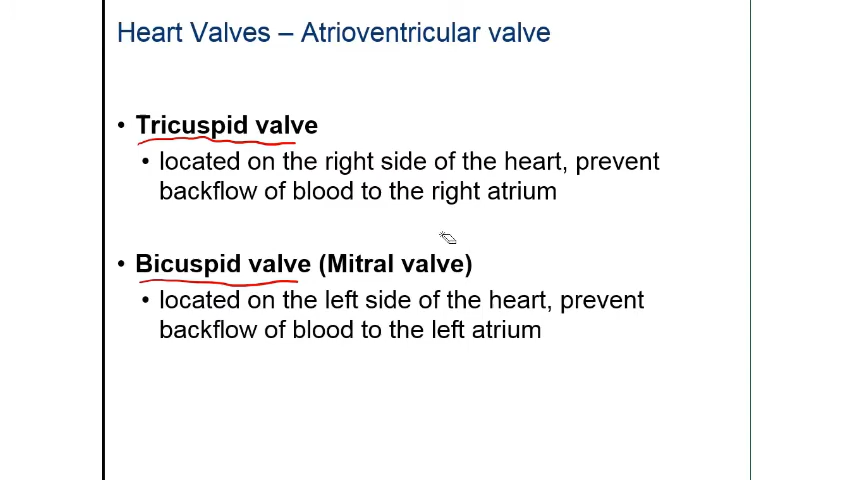 Heart Valves – Atrioventricular valve
• Tricuspid valve
• located on the right side of the heart, prevent
backflow of blood to the right atrium
• Bicuspid valve (Mitral valve)
• located on the left side of the heart, prevent
backflow of blood to the left atrium